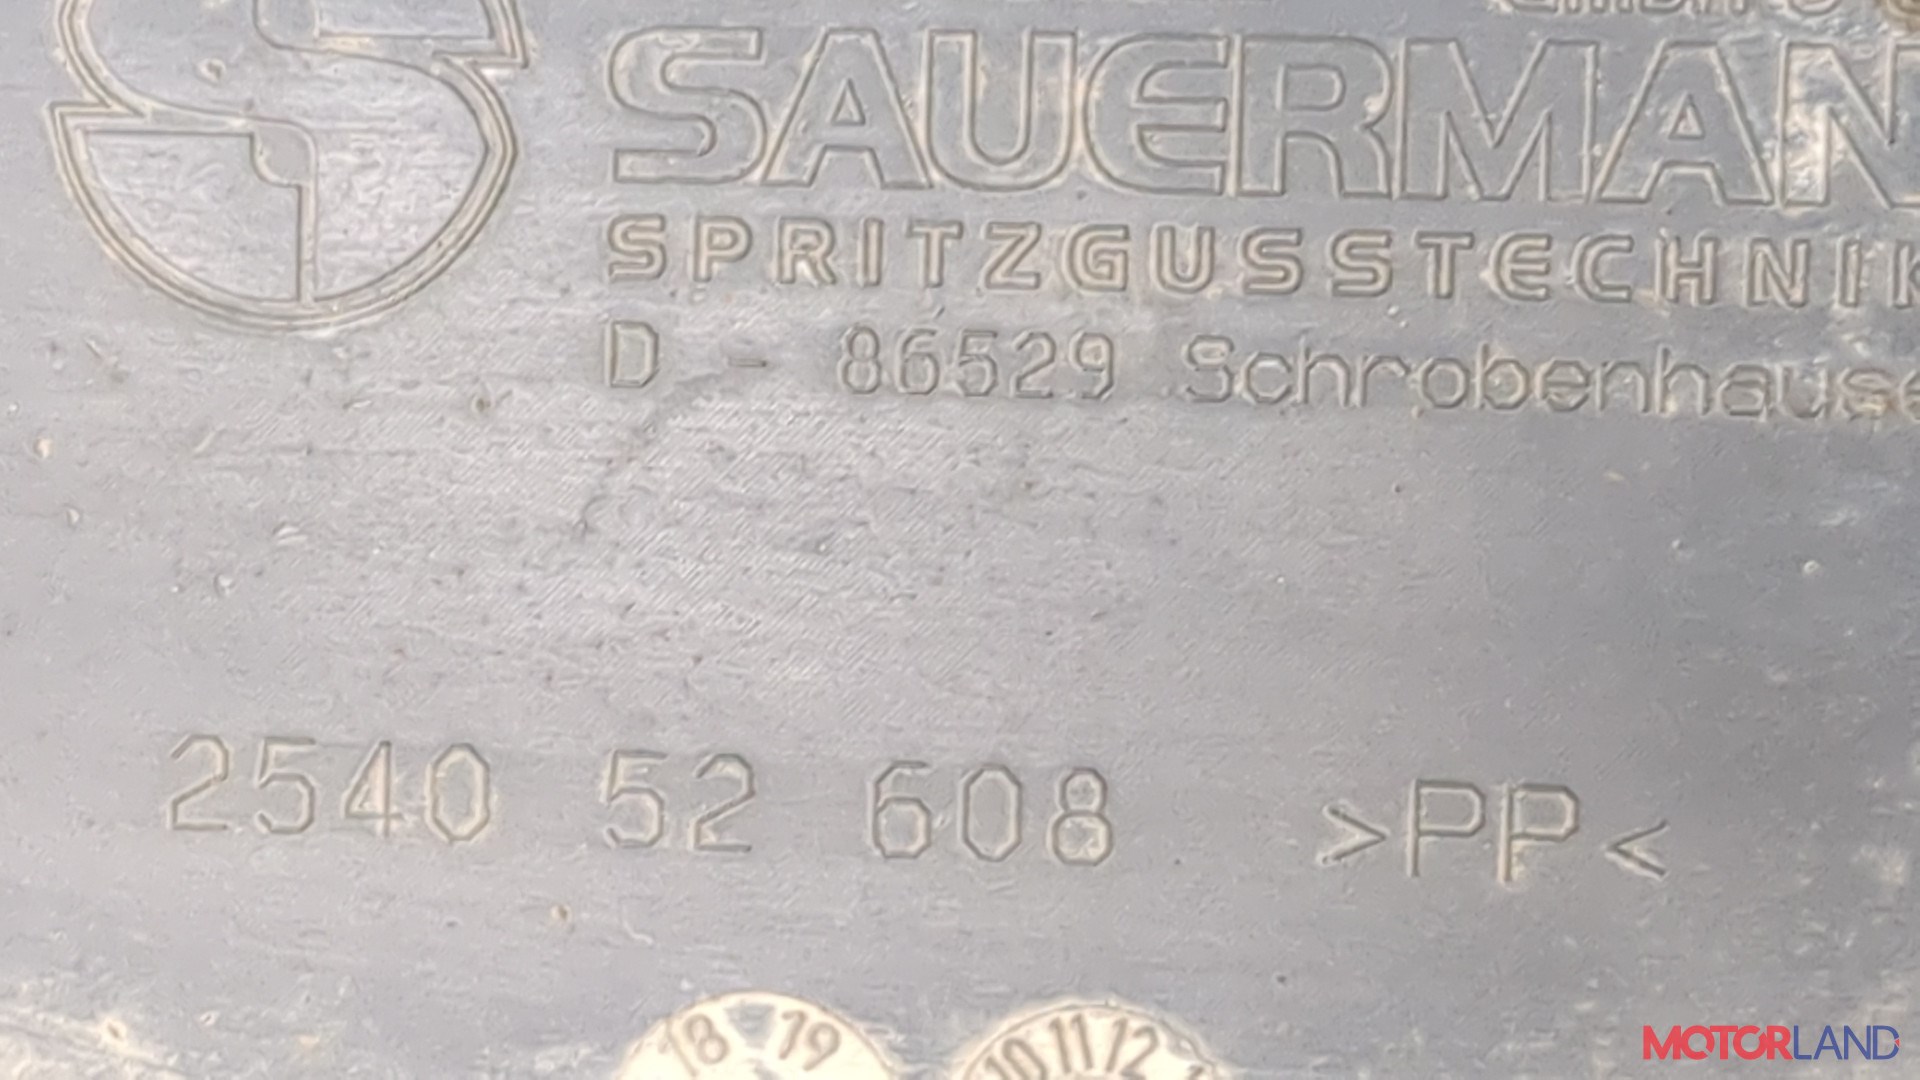 SAUERMAN
SPRITZGUSSTECHNIK
D - 86529 Schrobenhause
2540 52 608 >PP<
18 19
10 11 12
MOTORLAND